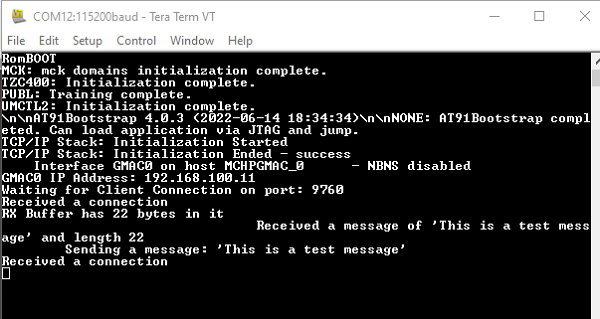 COM12:115200baud - Tera Term VT
File Edit Setup Control Window Help
RomBOOT
MCK: mck domains initialization complete.
TZC400: Initialization complete.
PUBL: Training complete.
UMCTL2: Initialization complete.
\n\nAT91Bootstrap 4.0.3 (2022-06-14 18:34:34)\n\nNONE: AT91Bootstrap compl
eted. Can load application via JTAG and jump.
TCP/IP Stack: Initialization Started
TCP/IP Stack: Initialization Ended - success
Interface GMAC0 on host MCHPGMAC_0 - NBNS disabled
GMAC0 IP Address: 192.168.100.11
Waiting for Client Connection on port: 9760
Received a connection
RX Buffer has 22 bytes in it
Received a message of 'This is a test mess
age' and length 22
Sending a message: 'This is a test message'
Received a connection